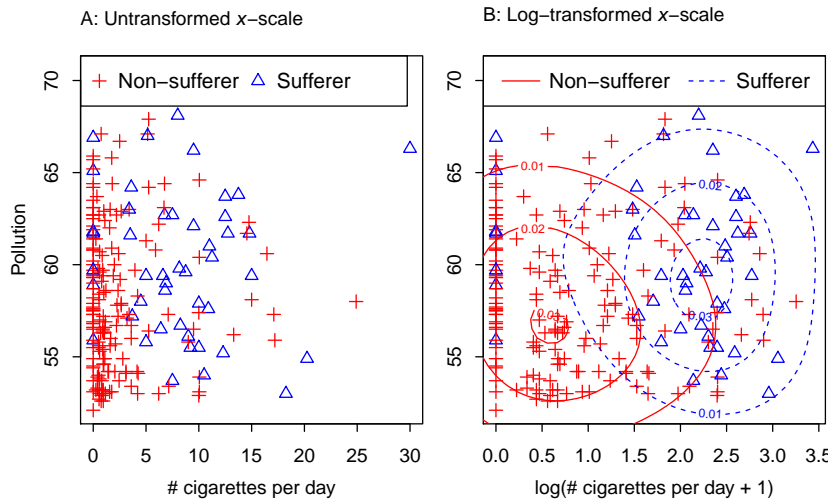 A: Untransformed x−scale
Non−sufferer Sufferer
70
65
60
55
Pollution
0 5 10 15 20 25 30
# cigarettes per day
B: Log−transformed x−scale
Non−sufferer Sufferer
0.01
0.02
0.02
0.03
0.03
0.01
70
65
60
55
0.0 0.5 1.0 1.5 2.0 2.5 3.0 3.5
log(# cigarettes per day + 1)